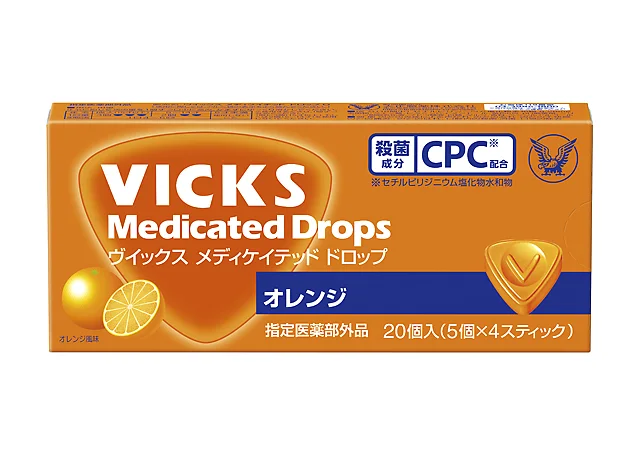 VICKS
Medicated Drops
ヴイックス メディケイテッド ドロップ
殺菌
成分
CPC※
配合
※セチルピリジニウム塩化物水和物
V
オレンジ
指定医薬部外品
20個入(5個×4スティック)
オレンジ風味